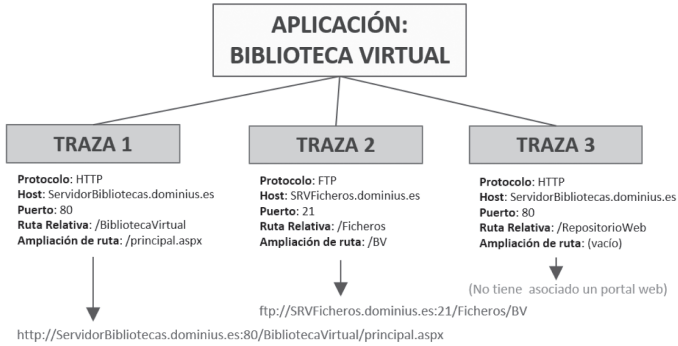 APLICACIÓN:
BIBLIOTECA VIRTUAL
TRAZA 1
Protocolo: HTTP
Host: ServidorBibliotecas.dominius.es
Puerto: 80
Ruta Relativa: /BibliotecaVirtual
Ampliación de ruta: /principal.aspx
http://ServidorBibliotecas.dominius.es:80/BibliotecaVirtual/principal.aspx
TRAZA 2
Protocolo: FTP
Host: SRVFicheros.dominius.es
Puerto: 21
Ruta Relativa: /Ficheros
Ampliación de ruta: /BV
ftp://SRVFicheros.dominius.es:21/Ficheros/BV
TRAZA 3
Protocolo: HTTP
Host: ServidorBibliotecas.dominius.es
Puerto: 80
Ruta Relativa: /RepositorioWeb
Ampliación de ruta: (vacío)
(No tiene asociado un portal web)